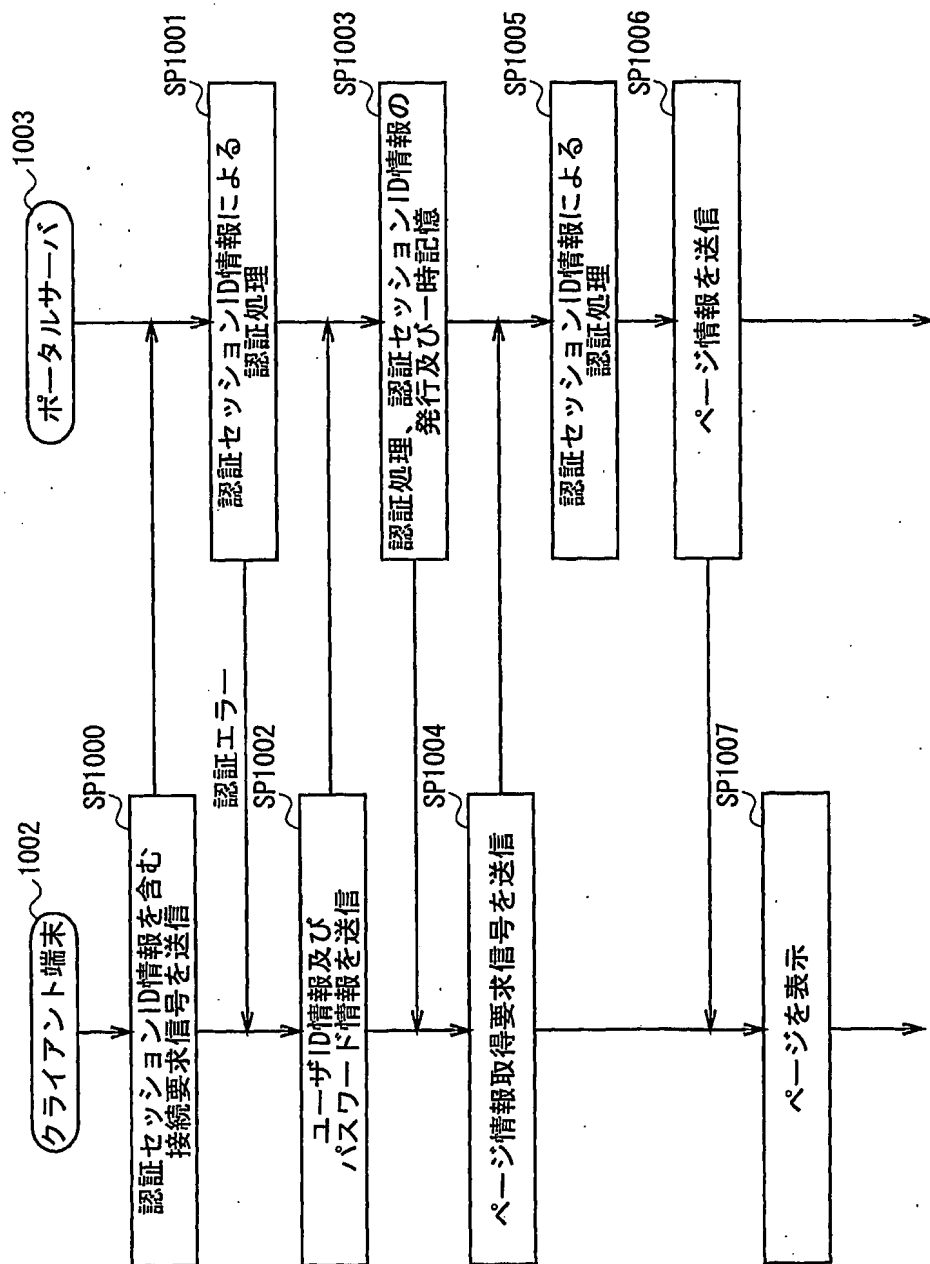 クライアント端末
1002
ポータルサーバ
1003
SP1000
認証セッションID情報を含む
接続要求信号を送信
SP1001
認証セッションID情報による
認証処理
認証エラー
SP1002
ユーザID情報及び
パスワード情報を送信
SP1003
認証処理、認証セッションID情報の
発行及び一時記憶
SP1004
ページ情報取得要求信号を送信
SP1005
認証セッションID情報による
認証処理
SP1006
ページ情報を送信
SP1007
ページを表示